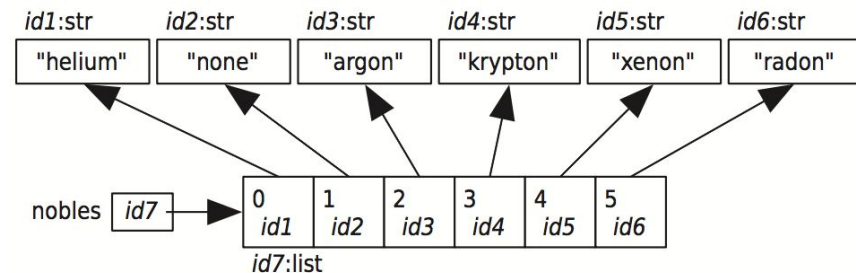 id1:str id2:str id3:str id4:str id5:str id6:str
"helium" "none" "argon" "krypton" "xenon" "radon"
0 1 2 3 4 5
nobles id7 id1 id2 id3 id4 id5 id6
id7:list